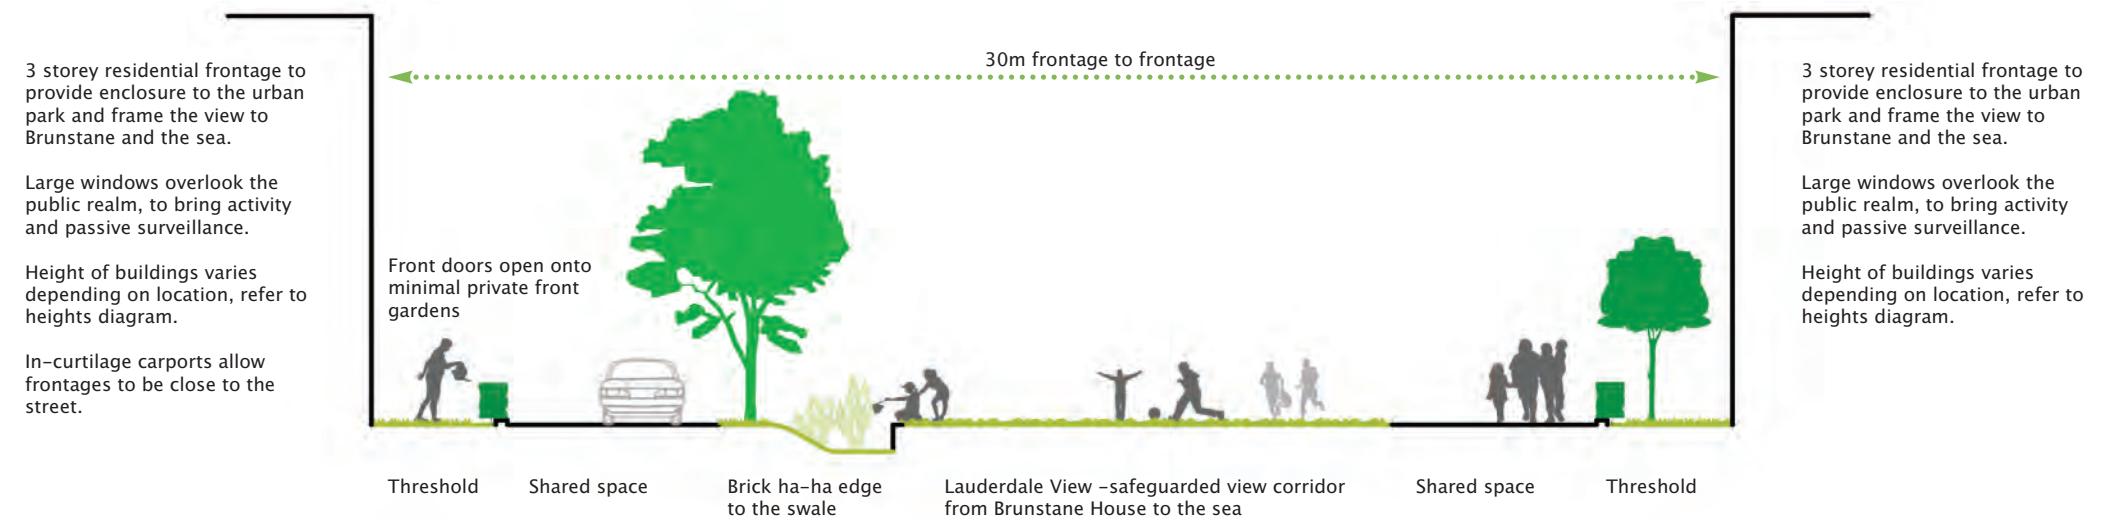 30m frontage to frontage
3 storey residential frontage to
provide enclosure to the urban
park and frame the view to
Brunstane and the sea.
Large windows overlook the
public realm, to bring activity
and passive surveillance.
Height of buildings varies
depending on location, refer to
heights diagram.
In-curtilage carports allow
frontages to be close to the
street.
Front doors open onto
minimal private front
gardens
3 storey residential frontage to
provide enclosure to the urban
park and frame the view to
Brunstane and the sea.
Large windows overlook the
public realm, to bring activity
and passive surveillance.
Height of buildings varies
depending on location, refer to
heights diagram.
Threshold
Shared space
Brick ha-ha edge
to the swale
Lauderdale View -safeguarded view corridor
from Brunstane House to the sea
Shared space
Threshold